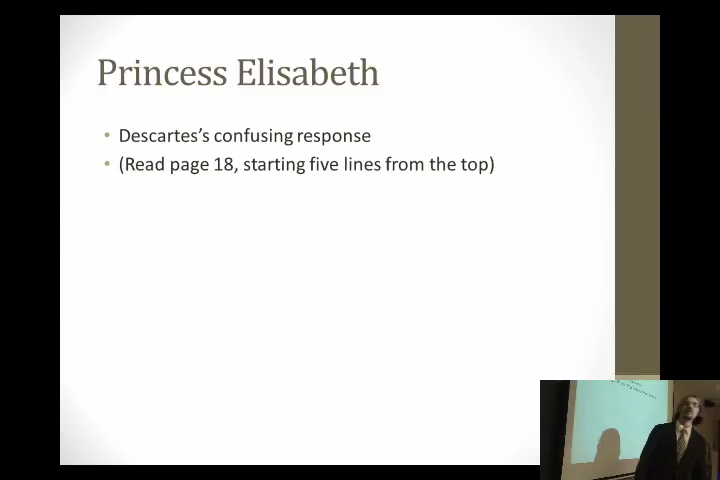 Princess Elisabeth
• Descartes's confusing response
• (Read page 18, starting five lines from the top)